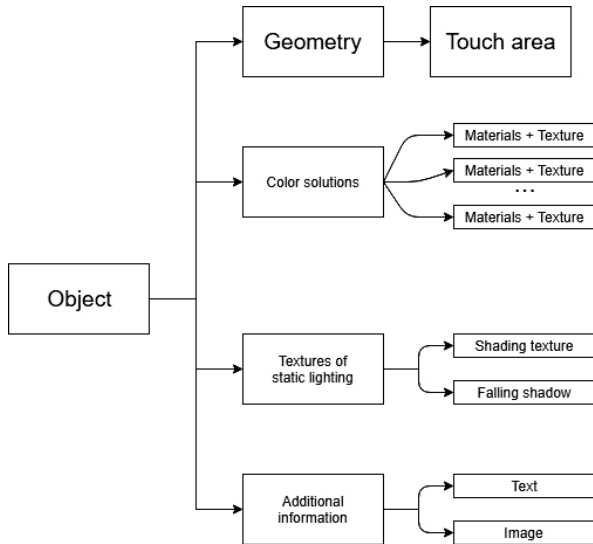 Geometry
Touch area
Color solutions
Materials + Texture
Materials + Texture
...
Materials + Texture
Object
Textures of
static lighting
Shading texture
Falling shadow
Additional
information
Text
Image